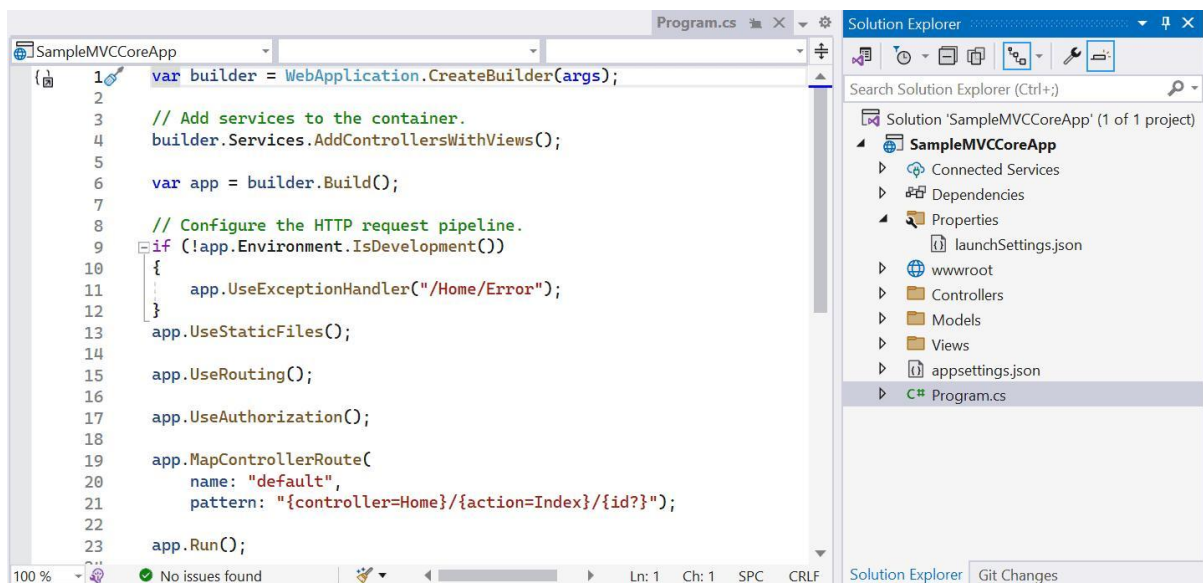 Program.cs
Solution Explorer
SampleMVCCoreApp
Search Solution Explorer (Ctrl+;)
1 var builder = WebApplication.CreateBuilder(args);
2
3 // Add services to the container.
4 builder.Services.AddControllersWithViews();
5
6 var app = builder.Build();
7
8 // Configure the HTTP request pipeline.
9 if (!app.Environment.IsDevelopment())
10 {
11 app.UseExceptionHandler("/Home/Error");
12 }
13 app.UseStaticFiles();
14
15 app.UseRouting();
16
17 app.UseAuthorization();
18
19 app.MapControllerRoute(
20 name: "default",
21 pattern: "{controller=Home}/{action=Index}/{id?}");
22
23 app.Run();
Solution 'SampleMVCCoreApp' (1 of 1 project)
SampleMVCCoreApp
Connected Services
Dependencies
Properties
launchSettings.json
wwwroot
Controllers
Models
Views
appsettings.json
C# Program.cs
100 % No issues found Ln: 1 Ch: 1 SPC CRLF
Solution Explorer Git Changes